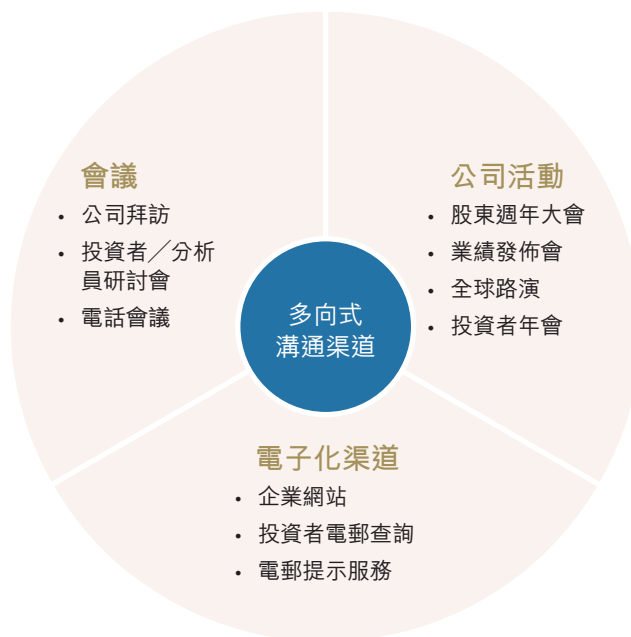 會議
• 公司拜訪
• 投資者／分析
員研討會
• 電話會議
公司活動
• 股東週年大會
• 業績發佈會
• 全球路演
• 投資者年會
多向式
溝通渠道
電子化渠道
• 企業網站
• 投資者電郵查詢
• 電郵提示服務